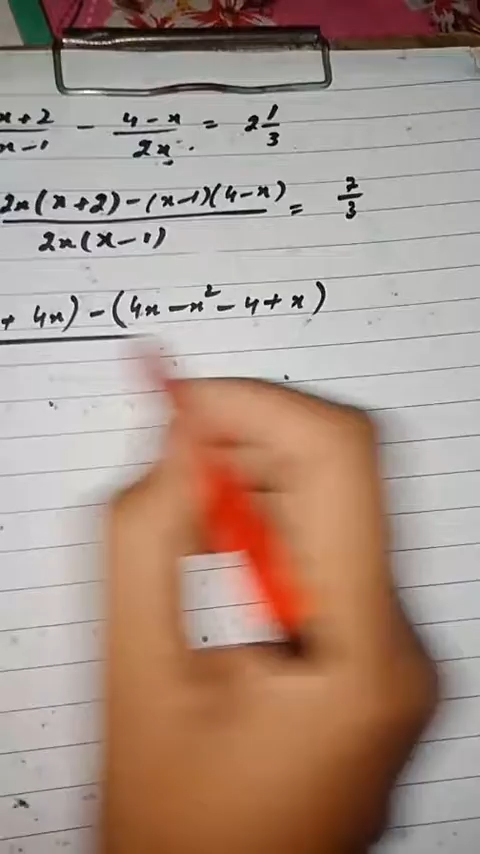 x+2/x-1 - 4-x/2x = 2 1/3
2x(x+2)-(x-1)(4-x)/2x(x-1) = 7/3
+ 4x) - (4x-x²-4+x)